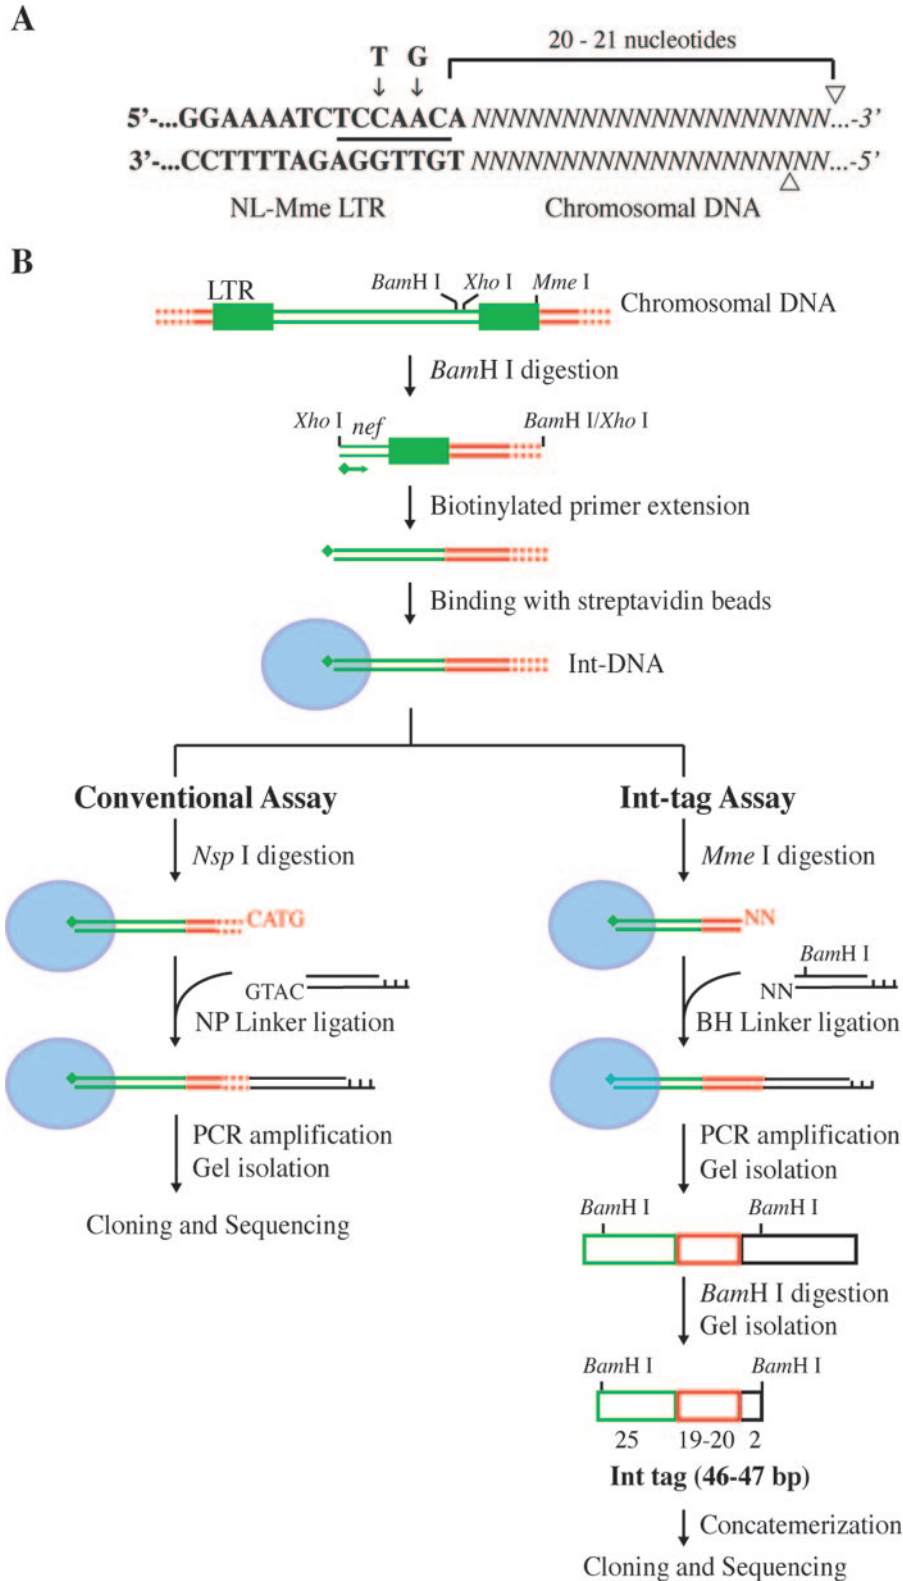 A
20 - 21 nucleotides
T G
↓ ↓
5’-...GGAAAATCTCCAACA NNNNNNNNNNNNNNNNNNNN...-3’
3’-...CCTTTTAGAGGTTGT NNNNNNNNNNNNNNNNNNNN...-5’
NL-Mme LTR Chromosomal DNA
B
LTR BamH I Xho I Mme I
Chromosomal DNA
BamH I digestion
Xho I nef BamH I/Xho I
Biotinylated primer extension
Binding with streptavidin beads
Int-DNA
Conventional Assay
Int-tag Assay
Nsp I digestion
Mme I digestion
CATG
NN
BamH I
GTAC
NN
NP Linker ligation
BH Linker ligation
PCR amplification
Gel isolation
PCR amplification
Gel isolation
Cloning and Sequencing
BamH I BamH I
BamH I digestion
Gel isolation
BamH I BamH I
25 19-20 2
Int tag (46-47 bp)
Concatemerization
Cloning and Sequencing